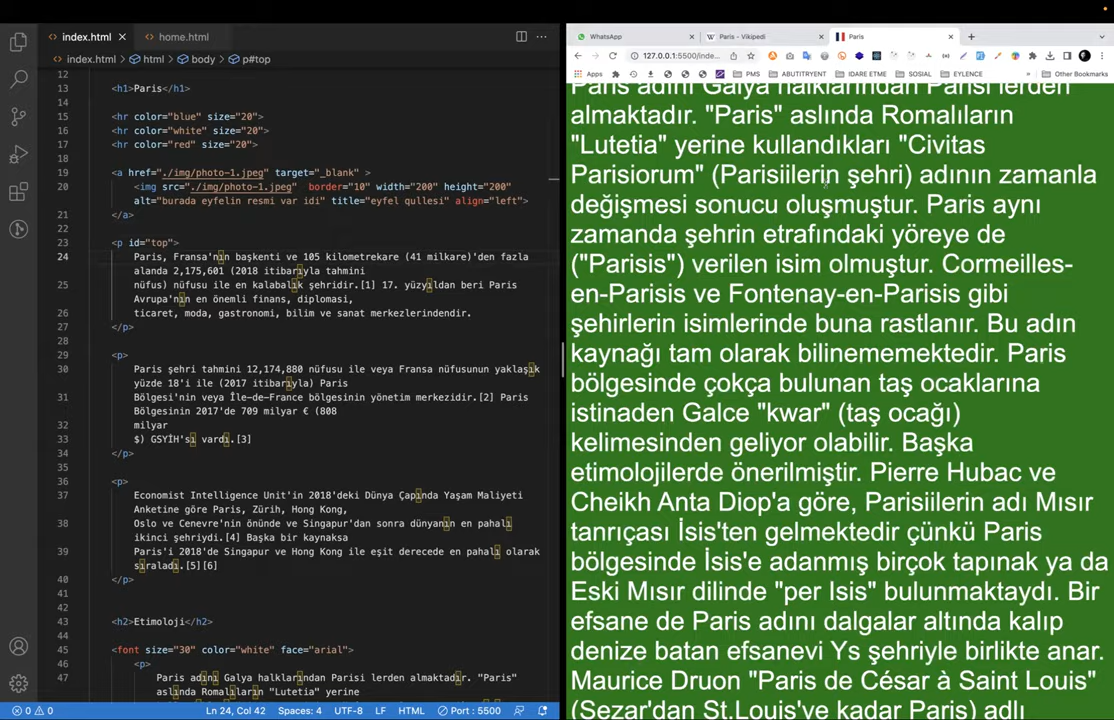 index.html
home.html
index.html > html > body > p#top
12
13 <h1>Paris</h1>
14
15 <hr color="blue" size="20">
16 <hr color="white" size="20">
17 <hr color="red" size="20">
18
19 <a href="./img/photo-1.jpeg" target="_blank" >
20 <img src="./img/photo-1.jpeg" border="10" width="200" height="200"
alt="burada eyfelin resmi var idi" title="eyfel qullesi" align="left">
21 </a>
22
23 <p id="top">
24 Paris, Fransa'nın başkenti ve 105 kilometrekare (41 milkare)'den fazla
alanda 2,175,601 (2018 itibarıyla tahmini
25 nüfus) nüfusu ile en kalabalık şehridir.[1] 17. yüzyıldan beri Paris
Avrupa'nın en önemli finans, diplomasi,
26 ticaret, moda, gastronomi, bilim ve sanat merkezlerindendir.
27 </p>
28
29 <p>
30 Paris şehri tahmini 12,174,880 nüfusu ile veya Fransa nüfusunun yaklaşık
yüzde 18'i ile (2017 itibarıyla) Paris
31 Bölgesi'nin veya Île-de-France bölgesinin yönetim merkezidir.[2] Paris
Bölgesinin 2017'de 709 milyar € (808
32 milyar
33 $) GSYİH'sı vardı.[3]
34 </p>
35
36 <p>
37 Economist Intelligence Unit'in 2018'deki Dünya Çapında Yaşam Maliyeti
Anketine göre Paris, Zürih, Hong Kong,
38 Oslo ve Cenevre'nin önünde ve Singapur'dan sonra dünyanın en pahalı
ikinci şehriydi.[4] Başka bir kaynaksa
39 Paris'i 2018'de Singapur ve Hong Kong ile eşit derecede en pahalı olarak
sıraladı.[5][6]
40 </p>
41
42
43 <h2>Etimoloji</h2>
44
45 <font size="30" color="white" face="arial">
46 <p>
47 Paris adını Galya halklarından Parisi lerden almaktadır. "Paris"
aslında Romalıların "Lutetia" yerine
0 0 Ln 24, Col 42 Spaces: 4 UTF-8 LF HTML Port : 5500
WhatsApp
Paris - Vikipedi
Paris
127.0.0.1:5500/inde...
Apps PMS ABUTITRYENT IDARE ETME SOSIAL EYLENCE Other Bookmarks
Paris adını Galya halklarından Parisi lerden
almaktadır. "Paris" aslında Romalıların
"Lutetia" yerine kullandıkları "Civitas
Parisiorum" (Parisiilerin şehri) adının zamanla
değişmesi sonucu oluşmuştur. Paris aynı
zamanda şehrin etrafındaki yöreye de
("Parisis") verilen isim olmuştur. Cormeilles-
en-Parisis ve Fontenay-en-Parisis gibi
şehirlerin isimlerinde buna rastlanır. Bu adın
kaynağı tam olarak bilinememektedir. Paris
bölgesinde çokça bulunan taş ocaklarına
istinaden Galce "kwar" (taş ocağı)
kelimesinden geliyor olabilir. Başka
etimolojilerde önerilmiştir. Pierre Hubac ve
Cheikh Anta Diop'a göre, Parisiilerin adı Mısır
tanrıçası İsis'ten gelmektedir çünkü Paris
bölgesinde İsis'e adanmış birçok tapınak ya da
Eski Mısır dilinde "per Isis" bulunmaktaydı. Bir
efsane de Paris adını dalgalar altında kalıp
denize batan efsanevi Ys şehriyle birlikte anar.
Maurice Druon "Paris de César à Saint Louis"
(Sezar'dan St.Louis'ye kadar Paris) adlı